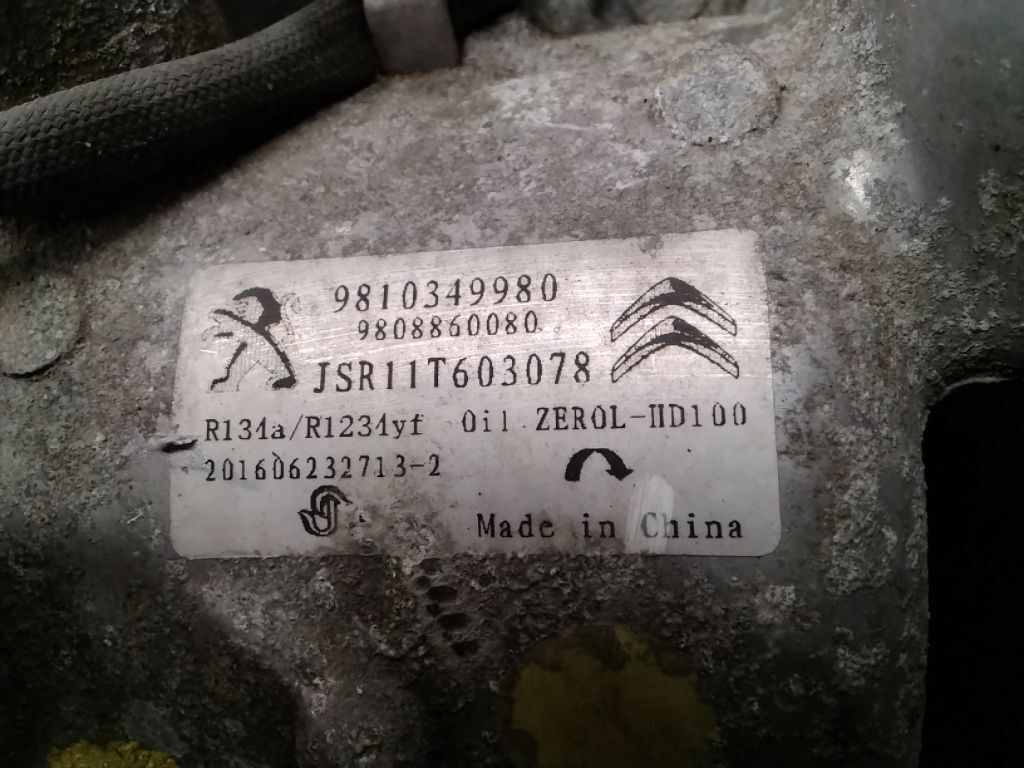 9810349980
9808860080
JSR11T603078
R134a/R1234yf Oil ZEROL-HD100
201606232713-2
Made in China